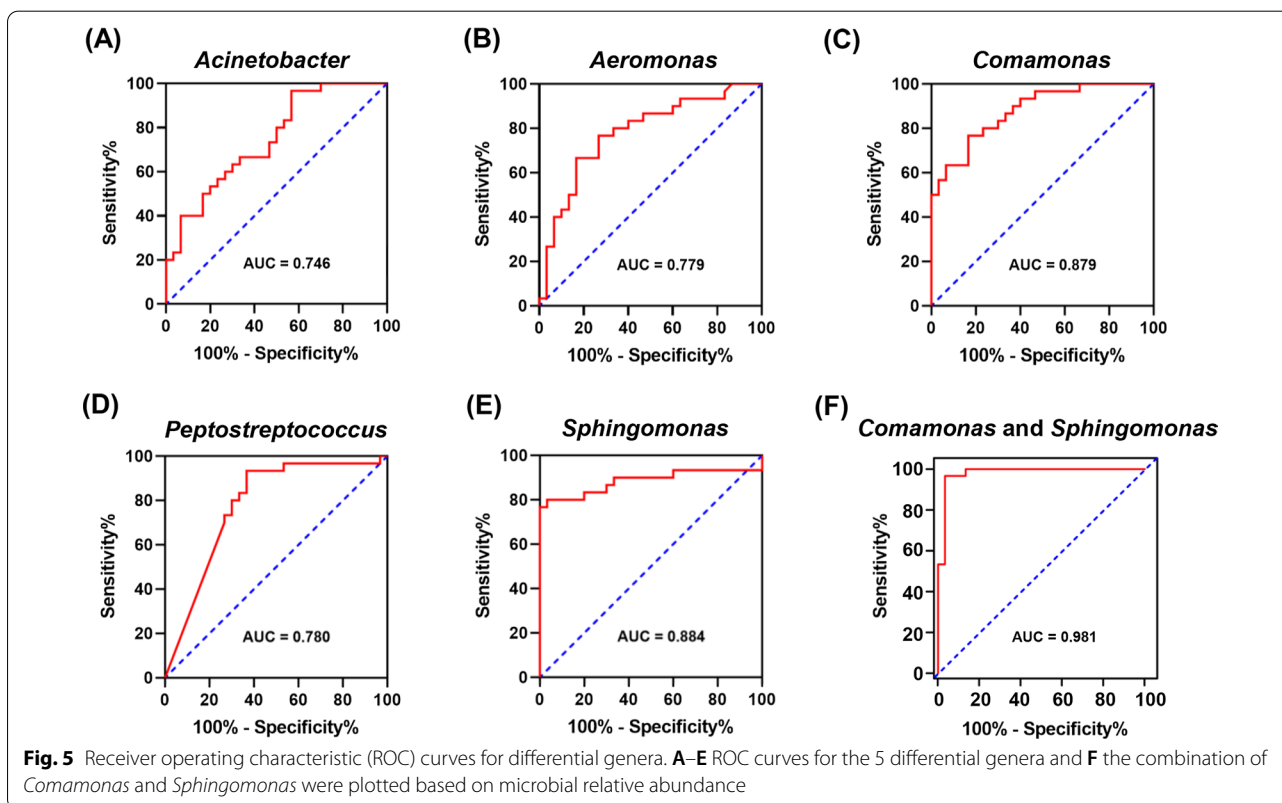 (A)
Acinetobacter
100
80
60
40
20
0
Sensitivity%
AUC = 0.746
0 20 40 60 80 100
100% - Specificity%
(B)
Aeromonas
100
80
60
40
20
0
Sensitivity%
AUC = 0.779
0 20 40 60 80 100
100% - Specificity%
(C)
Comamonas
100
80
60
40
20
0
Sensitivity%
AUC = 0.879
0 20 40 60 80 100
100% - Specificity%
(D)
Peptostreptococcus
100
80
60
40
20
0
Sensitivity%
AUC = 0.780
0 20 40 60 80 100
100% - Specificity%
(E)
Sphingomonas
100
80
60
40
20
0
Sensitivity%
AUC = 0.884
0 20 40 60 80 100
100% - Specificity%
(F)
Comamonas and Sphingomonas
100
80
60
40
20
0
Sensitivity%
AUC = 0.981
0 20 40 60 80 100
100% - Specificity%
Fig. 5 Receiver operating characteristic (ROC) curves for differential genera. A–E ROC curves for the 5 differential genera and F the combination of
Comamonas and Sphingomonas were plotted based on microbial relative abundance